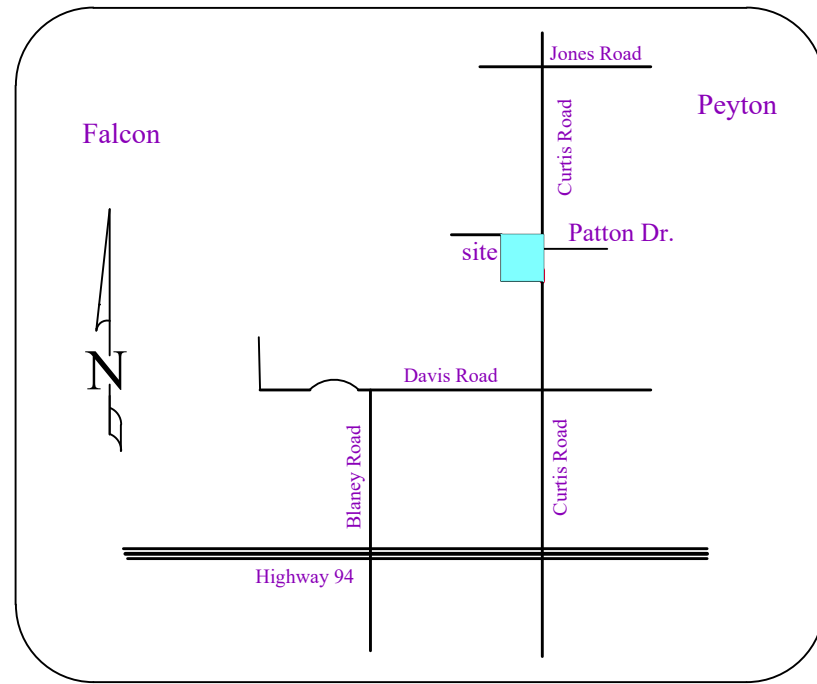 Jones Road
Peyton
Falcon
Curtis Road
Patton Dr.
site
N
Davis Road
Blaney Road
Curtis Road
Highway 94